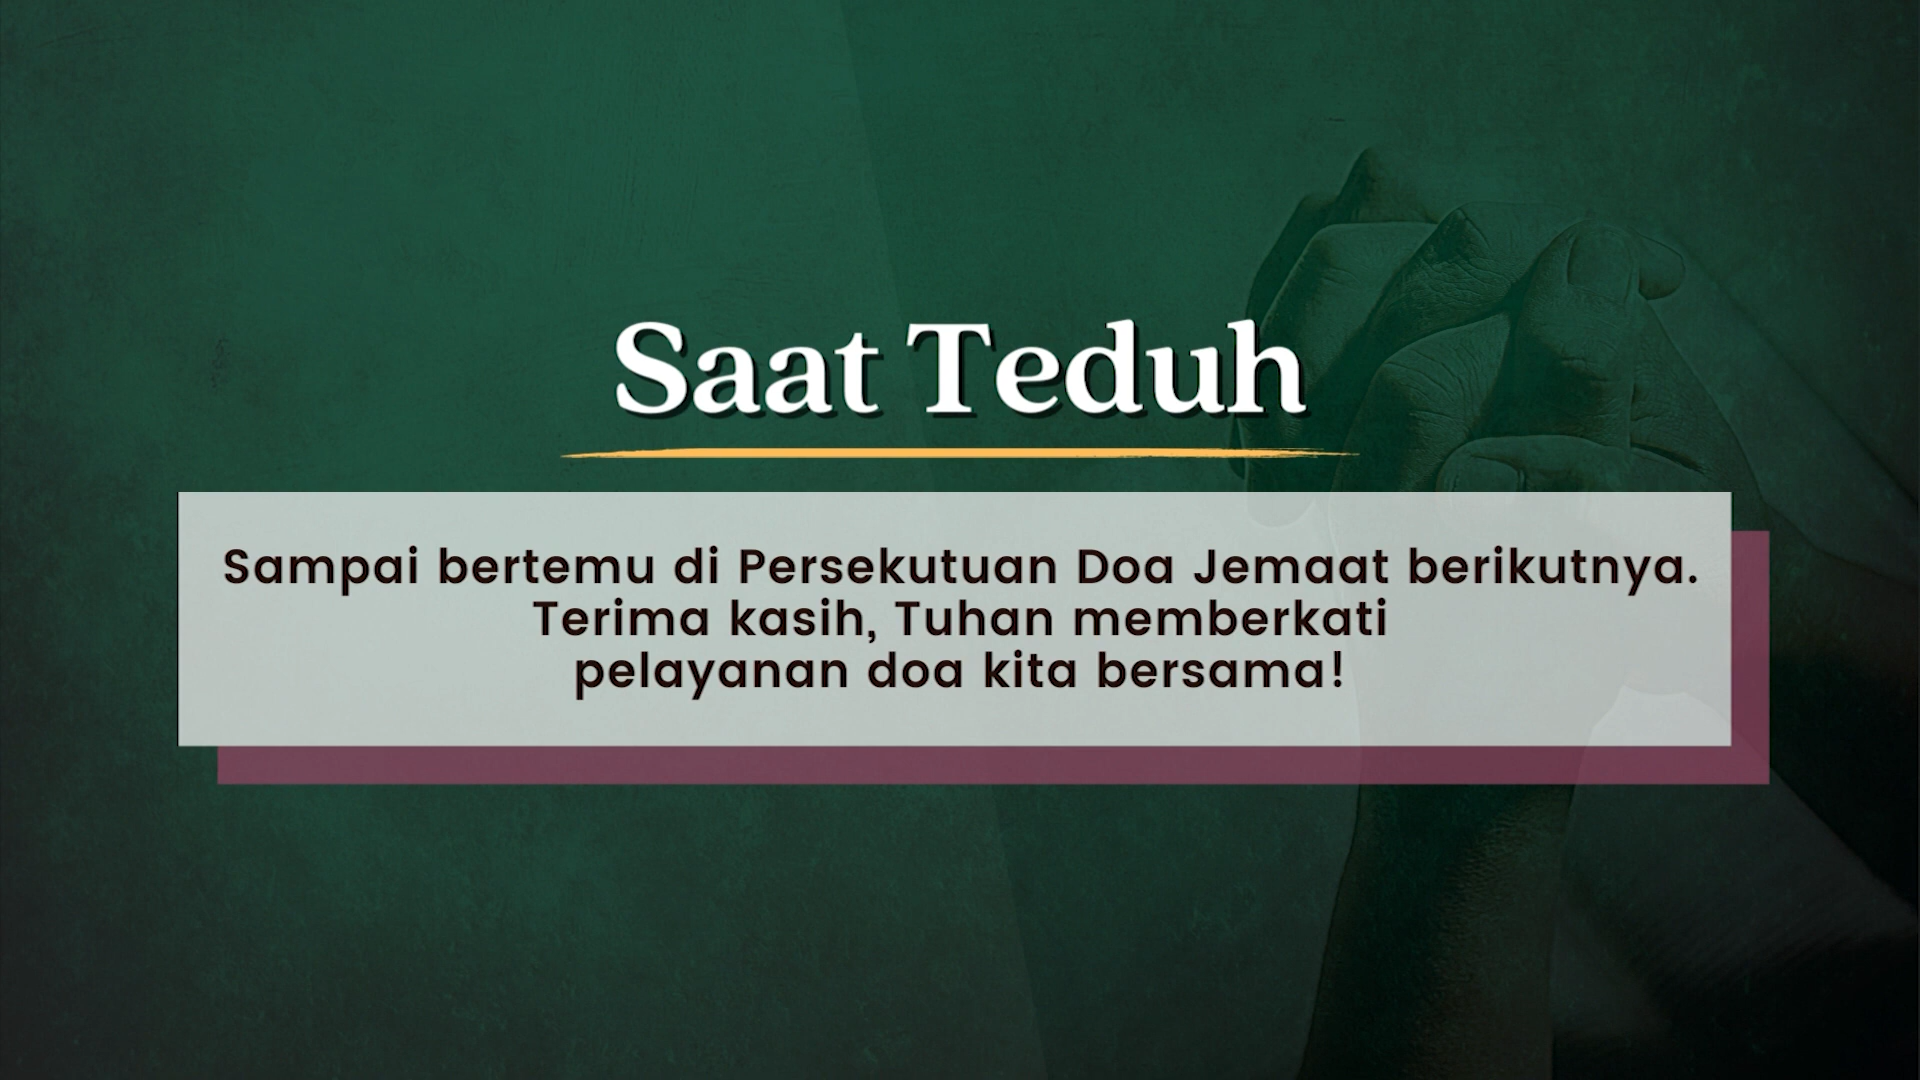 Saat Teduh
Sampai bertemu di Persekutuan Doa Jemaat berikutnya.
Terima kasih, Tuhan memberkati
pelayanan doa kita bersama!